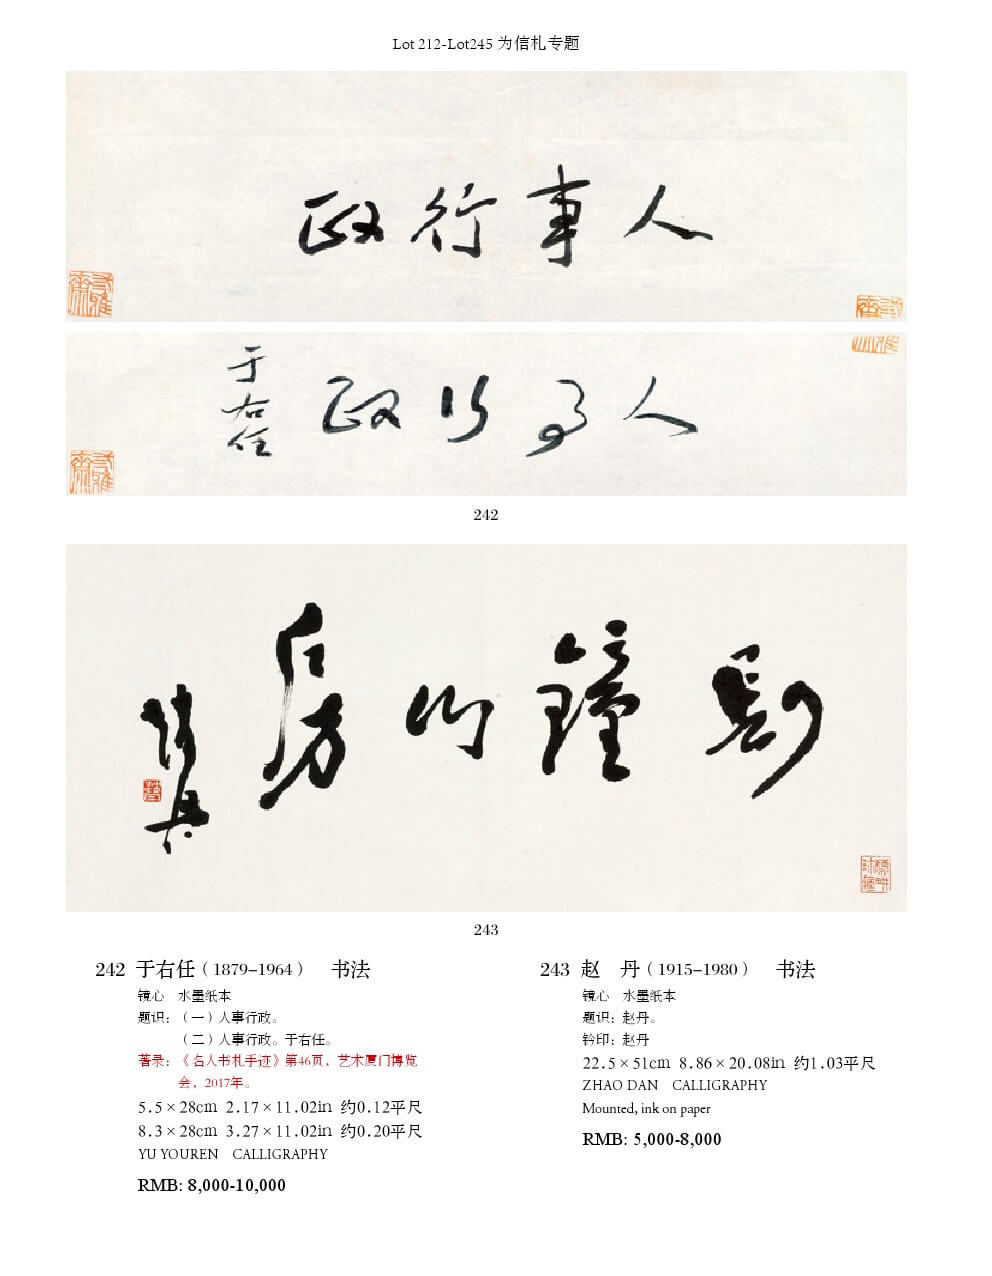 Lot 212-Lot245 为信札专题
人事行政
人事行政
于右任
242
鐘山房
赵丹
243
242 于右任（1879–1964） 书法
镜心 水墨纸本
题识：（一）人事行政。
（二）人事行政。于右任。
著录：《名人书札手迹》第46页，艺术厦门博览
会，2017年。
5.5×28cm 2.17×11.02in 约0.12平尺
8.3×28cm 3.27×11.02in 约0.20平尺
YU YOUREN CALLIGRAPHY
RMB: 8,000-10,000
243 赵 丹（1915–1980） 书法
镜心 水墨纸本
题识：赵丹。
钤印：赵丹
22.5×51cm 8.86×20.08in 约1.03平尺
ZHAO DAN CALLIGRAPHY
Mounted, ink on paper
RMB: 5,000-8,000